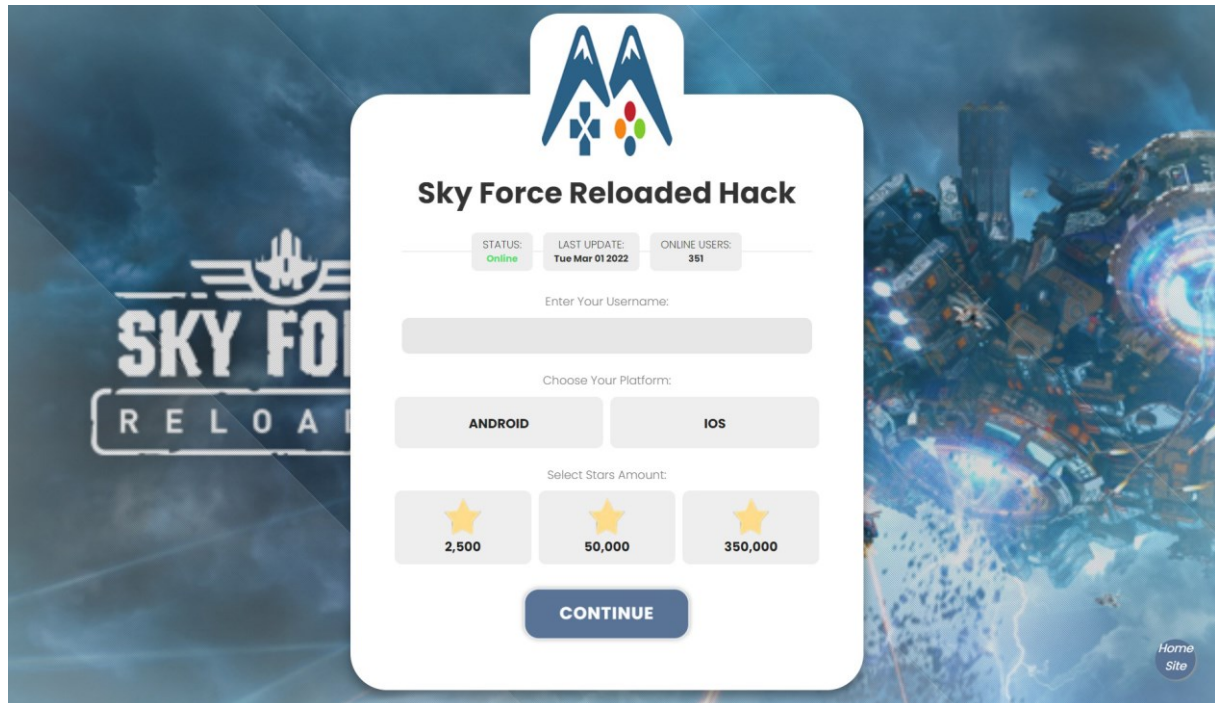 Sky Force Reloaded Hack
STATUS:
Online
LAST UPDATE:
Tue Mar 01 2022
ONLINE USERS:
351
Enter Your Username:
SKY FO
RELOA
Choose Your Platform:
ANDROID
IOS
Select Stars Amount:
2,500
50,000
350,000
CONTINUE
Home
Site